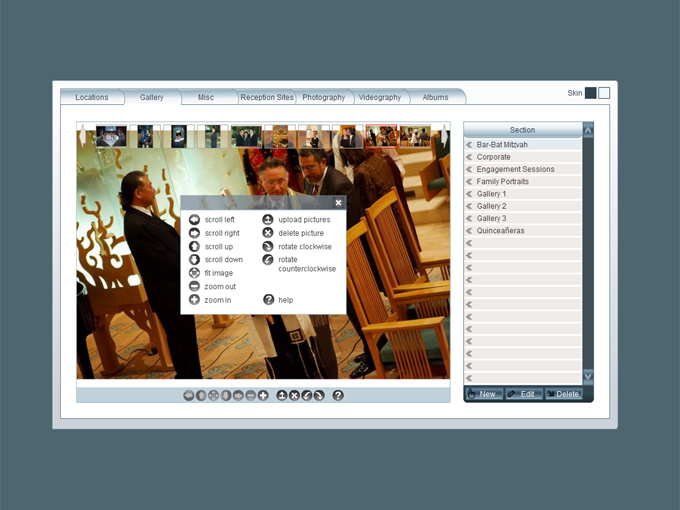 Locations Gallery Misc Reception Sites Photography Videography Albums
Skin
Section
Bar-Bat Mitzvah
Corporate
Engagement Sessions
Family Portraits
Gallery 1
Gallery 2
Gallery 3
Quinceañeras
New Edit Delete
scroll left
scroll right
scroll up
scroll down
fit image
zoom out
zoom in
upload pictures
delete picture
rotate clockwise
rotate
counterclockwise
help